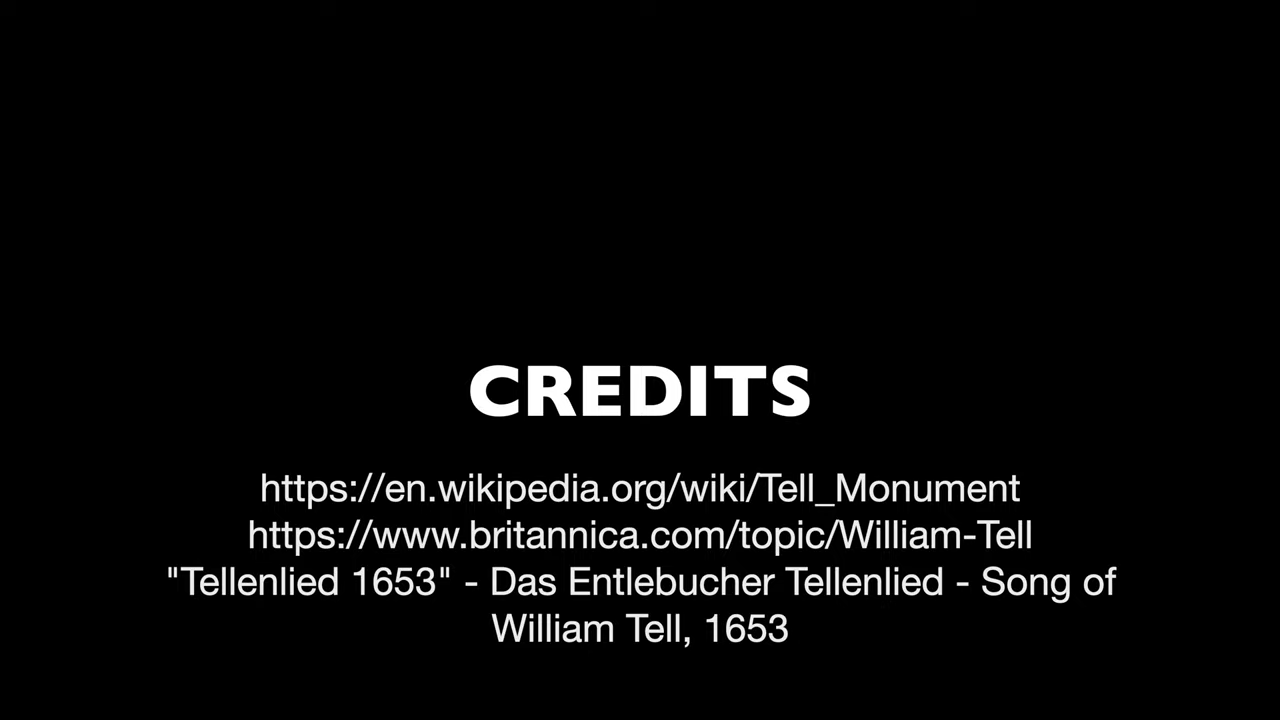 CREDITS
https://en.wikipedia.org/wiki/Tell_Monument
https://www.britannica.com/topic/William-Tell
"Tellenlied 1653" - Das Entlebucher Tellenlied - Song of
William Tell, 1653